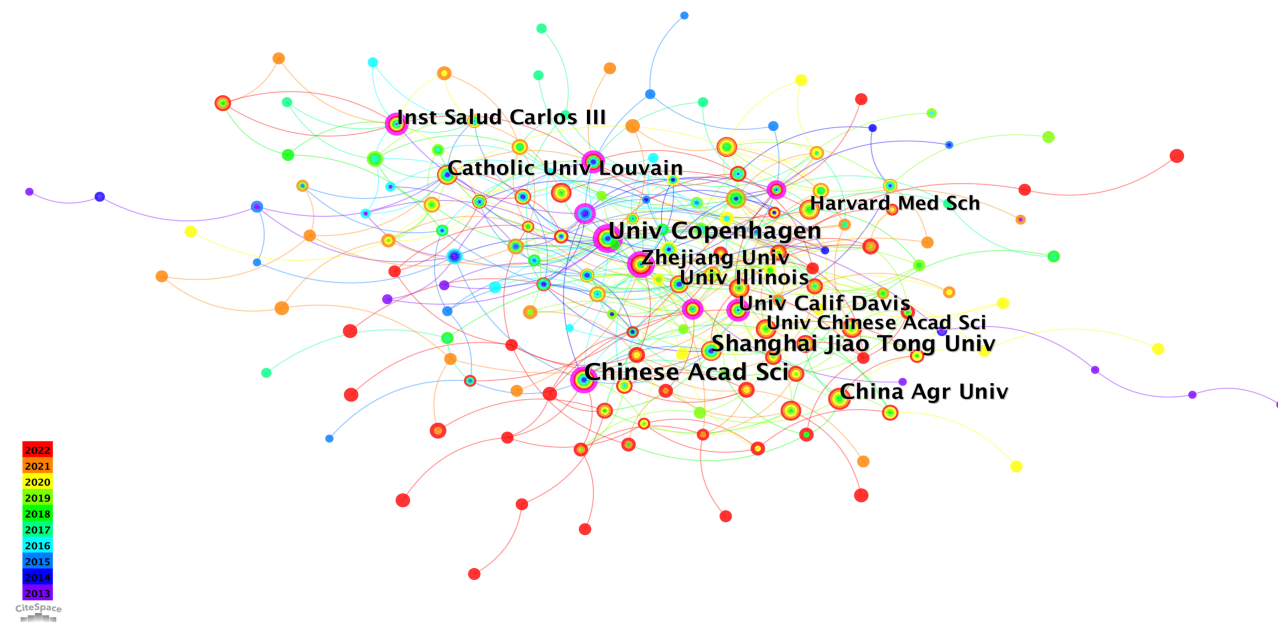 Inst Salud Carlos III
Catholic Univ Louvain
Harvard Med Sch
Univ Copenhagen
Zhejiang Univ
Univ Illinois
Univ Calif Davis
Univ Chinese Acad Sci
Shanghai Jiao Tong Univ
Chinese Acad Sci
China Agr Univ
2022
2021
2020
2019
2018
2017
2016
2015
2014
2013
CiteSpace